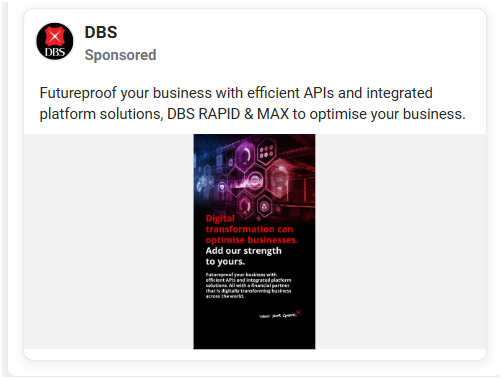 DBS
DBS
Sponsored
Futureproof your business with efficient APIs and integrated
platform solutions, DBS RAPID & MAX to optimise your business.
Digital
transformation can
optimise businesses.
Add our strength
to yours.
Futureproof your business with
efficient APIs and integrated platform
solutions. All with a financial partner
that is digitally transforming business
across the world.